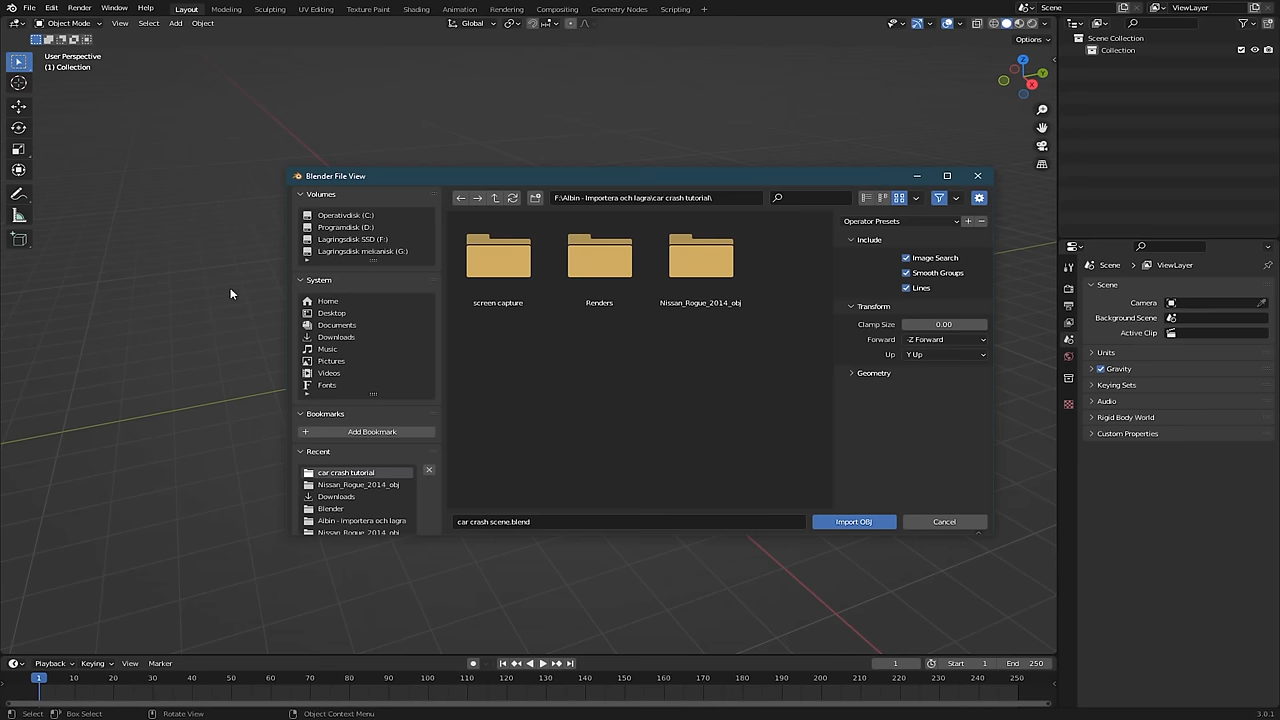 File Edit Render Window Help Layout Modeling Sculpting UV Editing Texture Paint Shading Animation Rendering Compositing Geometry Nodes Scripting + Scene ViewLayer
Object Mode View Select Add Object Global
Options
User Perspective
(1) Collection
Z
Y
X
Scene Collection
Collection
Blender File View
Volumes
Operativdisk (C:)
Programdisk (D:)
Lagringsdisk SSD (F:)
Lagringsdisk mekanisk (G:)
System
Home
Desktop
Documents
Downloads
Music
Pictures
Videos
Fonts
Bookmarks
Add Bookmark
Recent
car crash tutorial
Nissan_Rogue_2014_obj
Downloads
Blender
Albin - Importera och lagra
Nissan_Rogue_2014_obj
F:\Albin - Importera och lagra\car crash tutorial\
screen capture
Renders
Nissan_Rogue_2014_obj
car crash scene.blend
Import OBJ
Cancel
Operator Presets
Include
Image Search
Smooth Groups
Lines
Transform
Clamp Size 0.00
Forward -Z Forward
Up Y Up
Geometry
Scene ViewLayer
Scene
Camera
Background Scene
Active Clip
Units
Gravity
Keying Sets
Audio
Rigid Body World
Custom Properties
Playback Keying View Marker 1 Start 1 End 250
1 10 20 30 40 50 60 70 80 90 100 110 120 130 140 150 160 170 180 190 200 210 220 230 240 250
Select Box Select Rotate View Object Context Menu 3.0.1